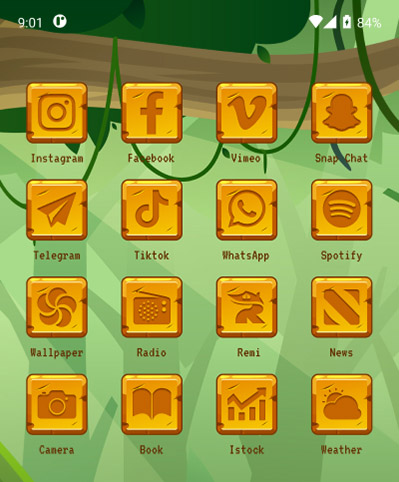 9:01 84%
Instagram Facebook Vimeo Snap Chat
Telegram Tiktok WhatsApp Spotify
Wallpaper Radio Remi News
Camera Book Istock Weather